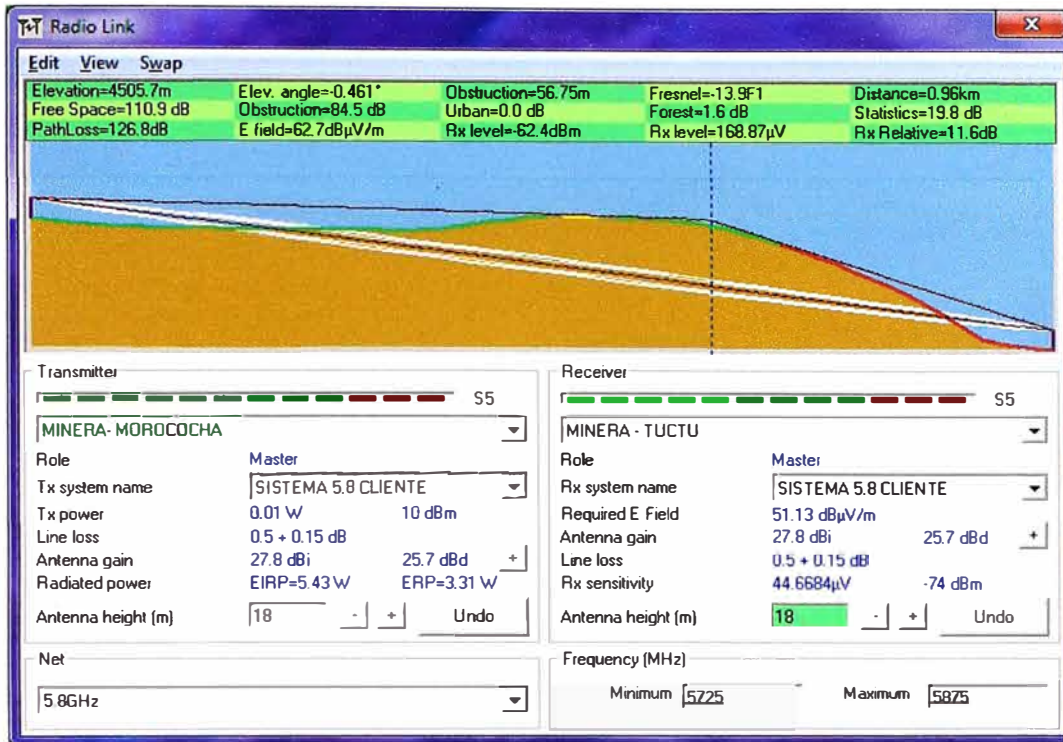 Radio Link
Edit View Swap
Elevation=4505.7m Elev. angle=-0.461° Obstruction=56.75m Fresnel=-13.9F1 Distance=0.96km
Free Space=110.9 dB Obstruction=84.5 dB Urban=0.0 dB Forest=1.6 dB Statistics=19.8 dB
PathLoss=126.8dB E field=62.7dBµV/m Rx level=-62.4dBm Rx level=168.87µV Rx Relative=11.6dB
Transmitter
S5
MINERA- MOROCOCHA
Role Master
Tx system name SISTEMA 5.8 CLIENTE
Tx power 0.01 W 10 dBm
Line loss 0.5 + 0.15 dB
Antenna gain 27.8 dBi 25.7 dBd +
Radiated power EIRP=5.43 W ERP=3.31 W
Antenna height (m) 18 - + Undo
Receiver
S5
MINERA - TUCTU
Role Master
Rx system name SISTEMA 5.8 CLIENTE
Required E Field 51.13 dBµV/m
Antenna gain 27.8 dBi 25.7 dBd +
Line loss 0.5 + 0.15 dB
Rx sensitivity 44.6684µV -74 dBm
Antenna height (m) 18 - + Undo
Net
5.8GHz
Frequency (MHz)
Minimum 5725 Maximum 5875